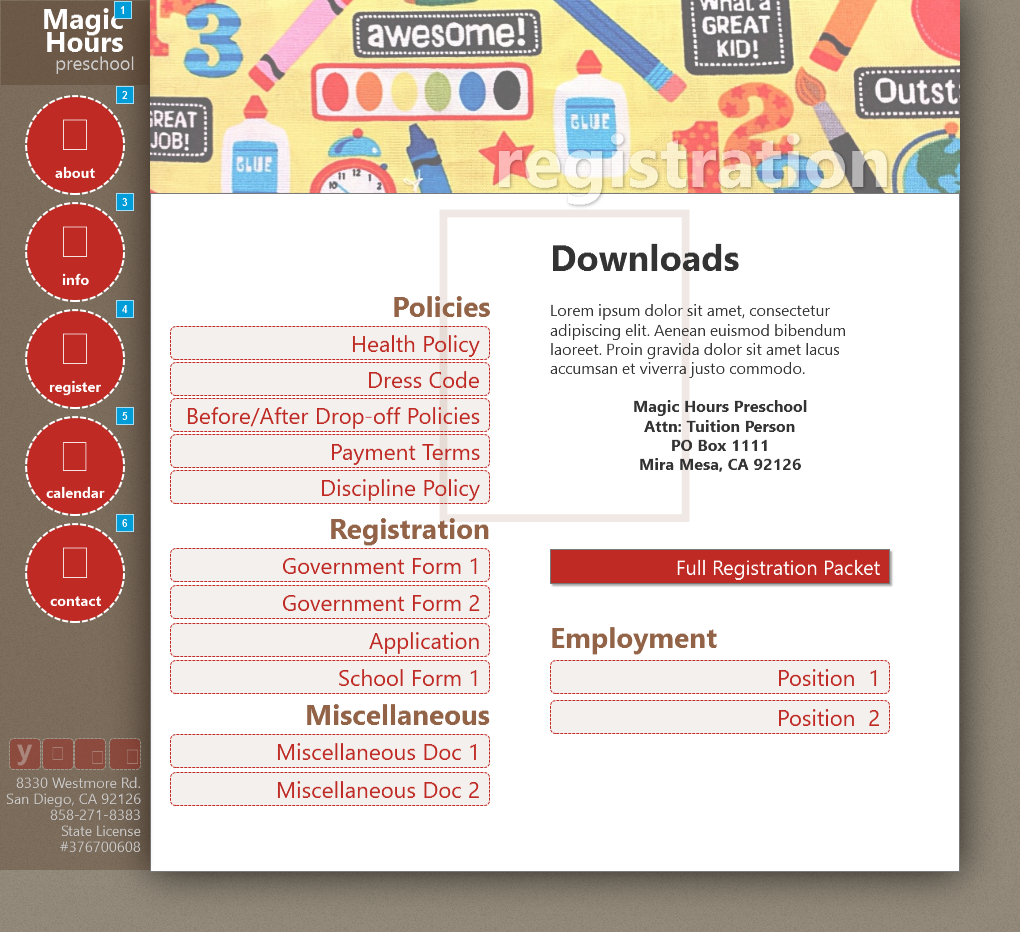 1
Magic
Hours
preschool
2
about
3
info
4
register
5
calendar
6
contact
y
8330 Westmore Rd.
San Diego, CA 92126
858-271-8383
State License
#376700608
3
awesome!
What a
GREAT
KID!
GREAT
JOB!
GLUE
GLUE
12
Outst
11 12 1
10
registration
Policies
Health Policy
Dress Code
Before/After Drop-off Policies
Payment Terms
Discipline Policy
Registration
Government Form 1
Government Form 2
Application
School Form 1
Miscellaneous
Miscellaneous Doc 1
Miscellaneous Doc 2
Downloads
Lorem ipsum dolor sit amet, consectetur
adipiscing elit. Aenean euismod bibendum
laoreet. Proin gravida dolor sit amet lacus
accumsan et viverra justo commodo.
Magic Hours Preschool
Attn: Tuition Person
PO Box 1111
Mira Mesa, CA 92126
Full Registration Packet
Employment
Position 1
Position 2